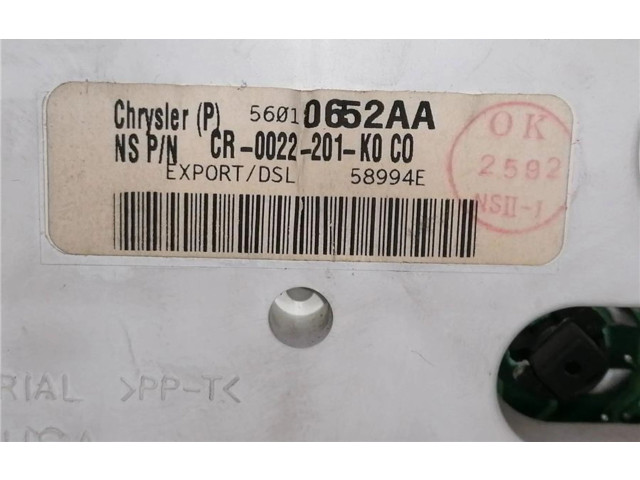 Chrysler (P) 56010652AA
NS P/N CR-0022-201-K0 C0
EXPORT/DSL 58994E
OK
2592
NSII-1
RIAL >PP-T<